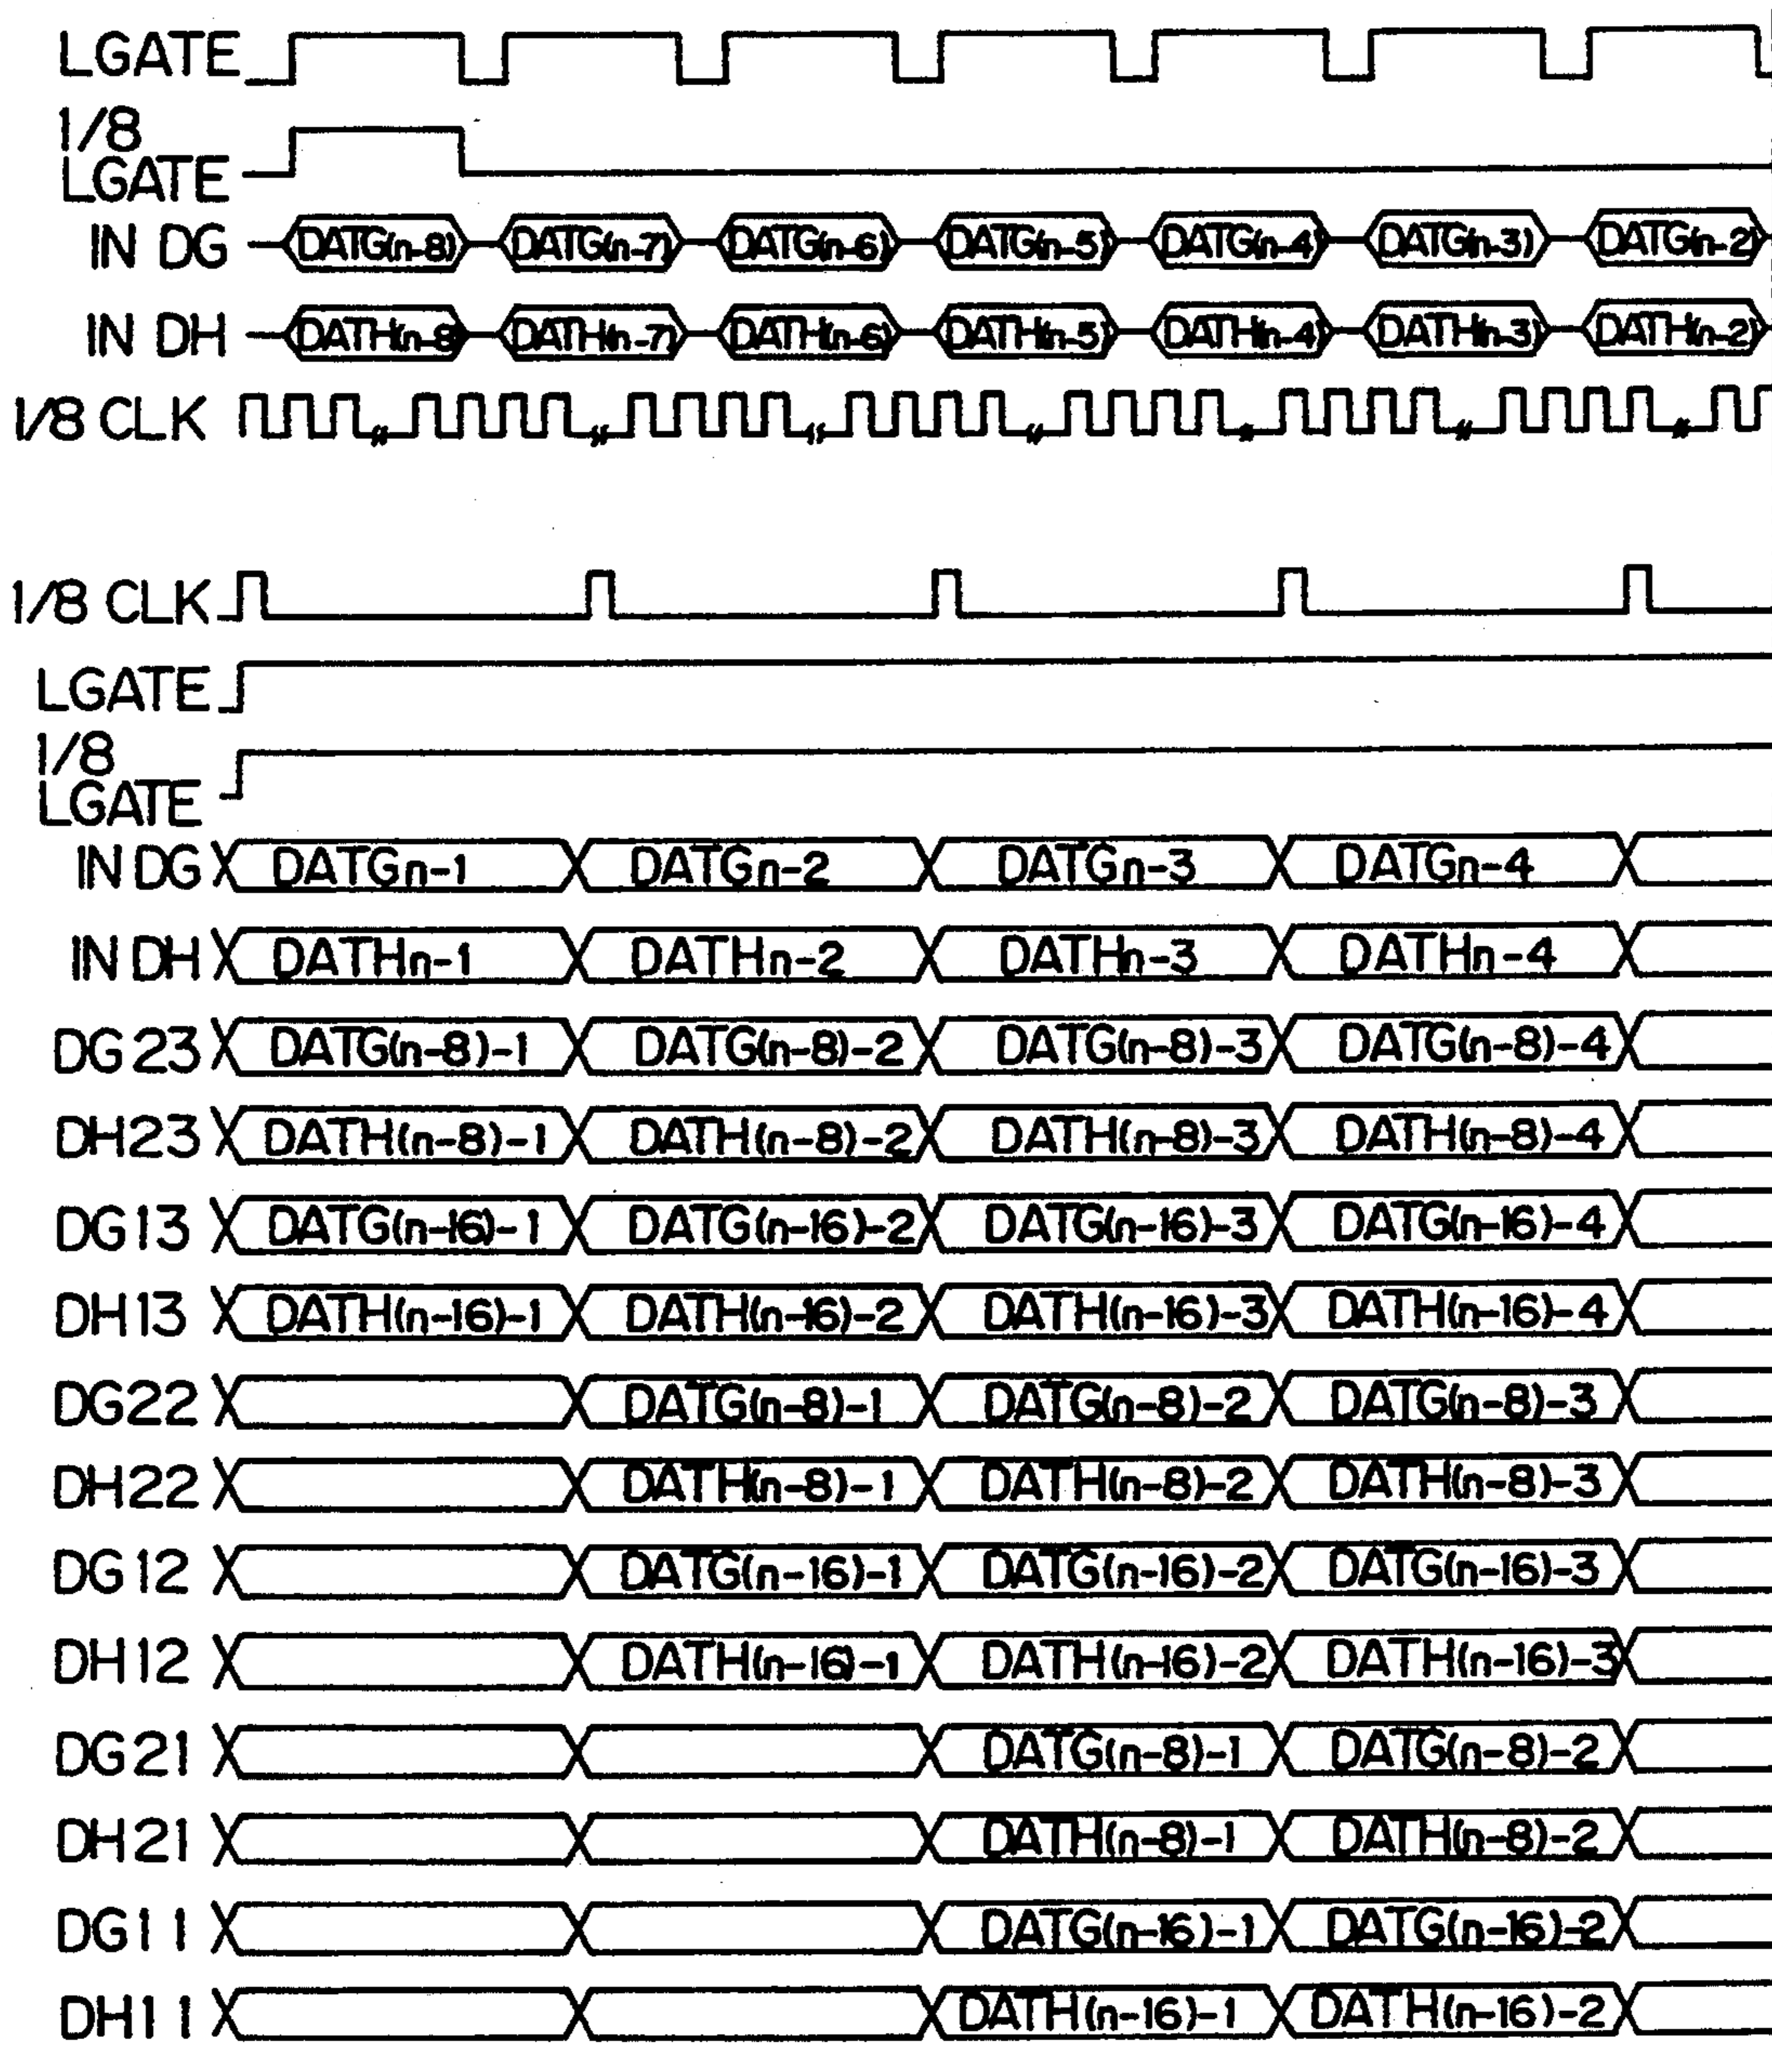 LGATE
1/8
LGATE
IN DG DATG(n-8) DATG(n-7) DATG(n-6) DATG(n-5) DATG(n-4) DATG(n-3) DATG(n-2)
IN DH DATH(n-8 DATH(n-7) DATH(n-6) DATH(n-5) DATH(n-4) DATH(n-3) DATH(n-2)
1/8 CLK
1/8 CLK
LGATE
1/8
LGATE
IN DG DATGn-1 DATGn-2 DATGn-3 DATGn-4
IN DH DATHn-1 DATHn-2 DATHn-3 DATHn-4
DG23 DATG(n-8)-1 DATG(n-8)-2 DATG(n-8)-3 DATG(n-8)-4
DH23 DATH(n-8)-1 DATH(n-8)-2 DATH(n-8)-3 DATH(n-8)-4
DG13 DATG(n-16)-1 DATG(n-16)-2 DATG(n-16)-3 DATG(n-16)-4
DH13 DATH(n-16)-1 DATH(n-16)-2 DATH(n-16)-3 DATH(n-16)-4
DG22 DATG(n-8)-1 DATG(n-8)-2 DATG(n-8)-3
DH22 DATH(n-8)-1 DATH(n-8)-2 DATH(n-8)-3
DG12 DATG(n-16)-1 DATG(n-16)-2 DATG(n-16)-3
DH12 DATH(n-16)-1 DATH(n-16)-2 DATH(n-16)-3
DG21 DATG(n-8)-1 DATG(n-8)-2
DH21 DATH(n-8)-1 DATH(n-8)-2
DG11 DATG(n-16)-1 DATG(n-16)-2
DH11 DATH(n-16)-1 DATH(n-16)-2